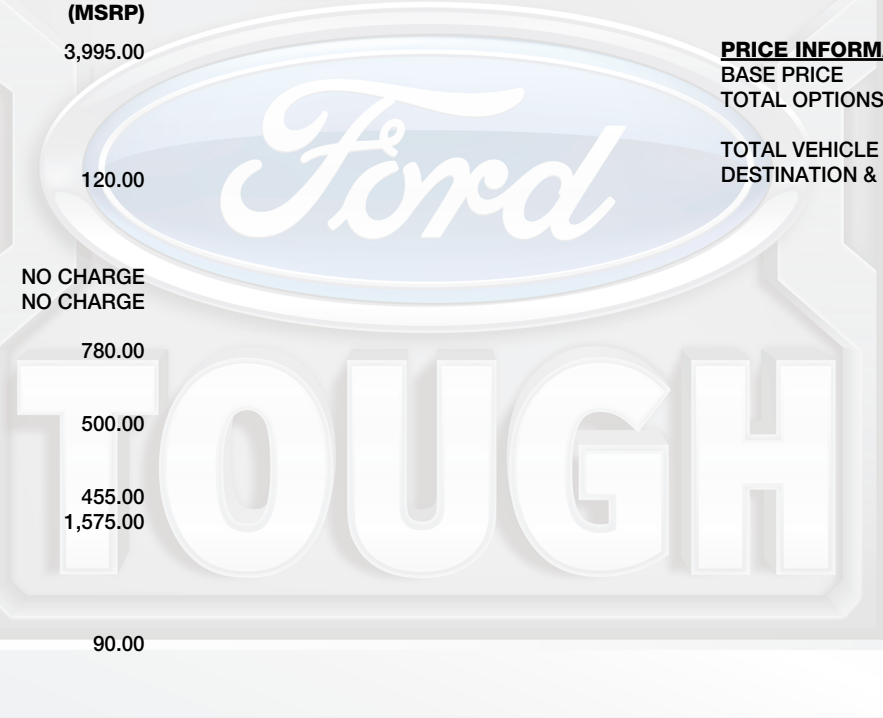 (MSRP)
3,995.00
120.00
NO CHARGE
NO CHARGE
780.00
500.00
455.00
1,575.00
90.00
PRICE INFORMA
BASE PRICE
TOTAL OPTIONS
TOTAL VEHICLE
DESTINATION &
Ford
TOUGH